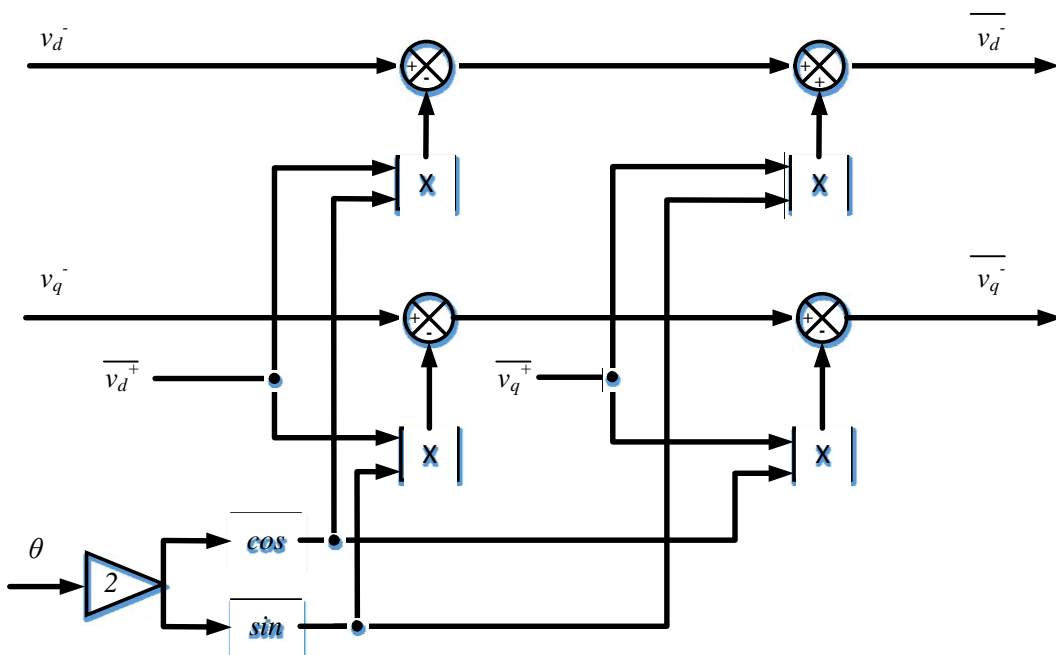 v_d^- \overline{v_d^-}
+ -
+ +
X X
v_q^- \overline{v_q^-}
+ -
+ -
\overline{v_d^+} \overline{v_q^+}
X X
θ
2
cos
sin